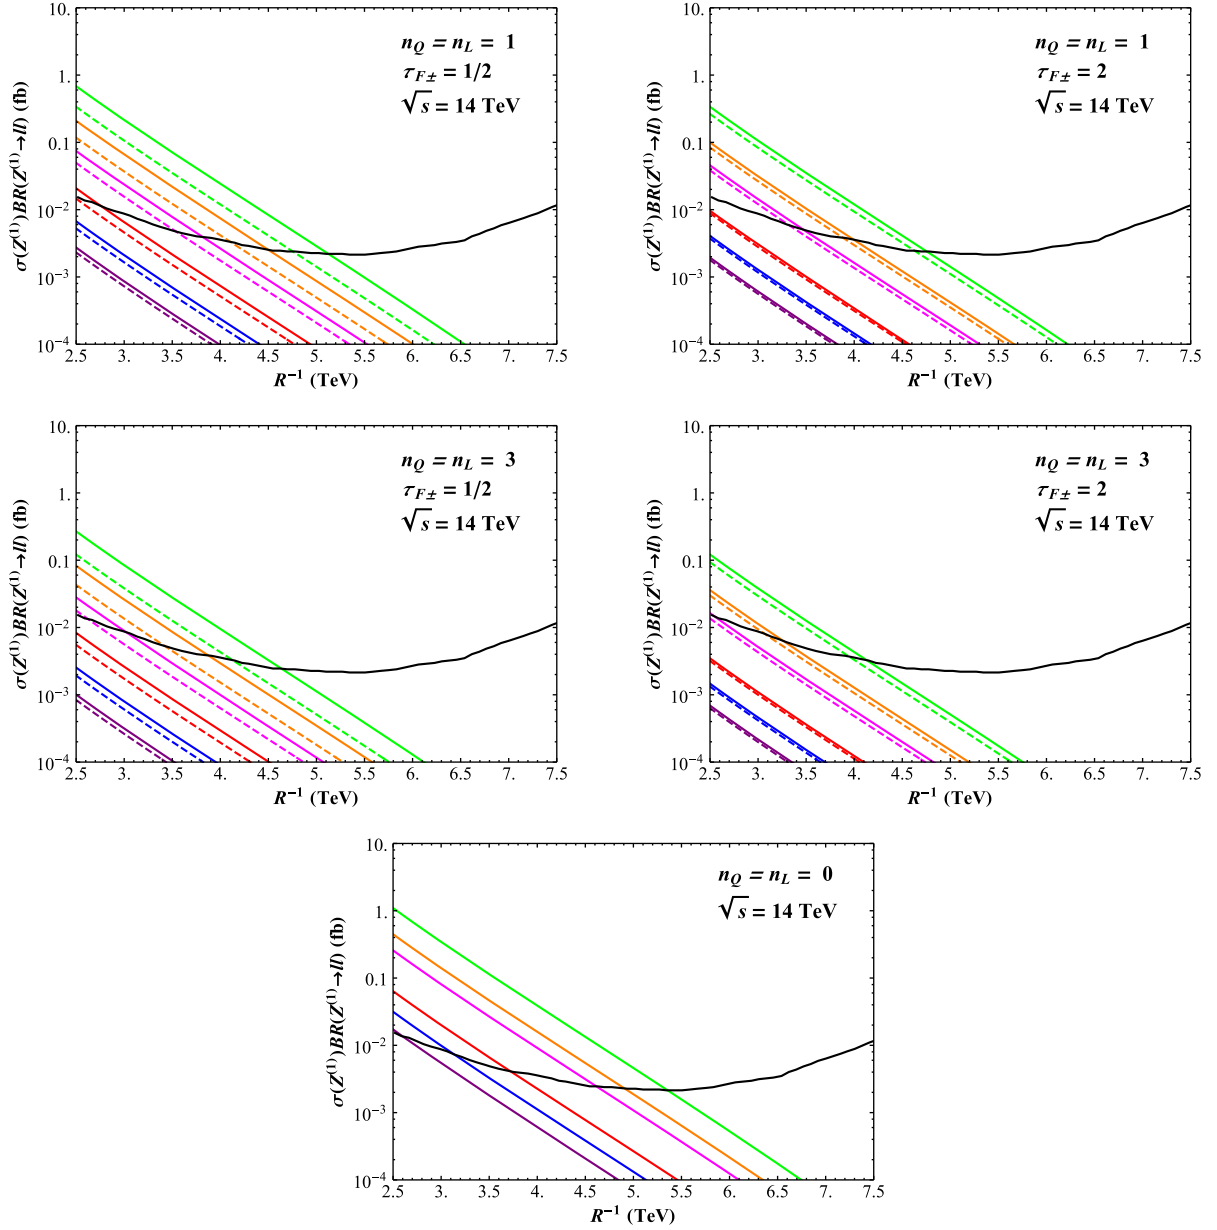 10.
1.
0.1
10⁻²
10⁻³
10⁻⁴
σ(Z⁽¹⁾)BR(Z⁽¹⁾→ll) (fb)
n_Q = n_L = 1
τ_F± = 1/2
√s = 14 TeV
2.5 3. 3.5 4. 4.5 5. 5.5 6. 6.5 7. 7.5
R⁻¹ (TeV)
10.
1.
0.1
10⁻²
10⁻³
10⁻⁴
σ(Z⁽¹⁾)BR(Z⁽¹⁾→ll) (fb)
n_Q = n_L = 1
τ_F± = 2
√s = 14 TeV
2.5 3. 3.5 4. 4.5 5. 5.5 6. 6.5 7. 7.5
R⁻¹ (TeV)
10.
1.
0.1
10⁻²
10⁻³
10⁻⁴
σ(Z⁽¹⁾)BR(Z⁽¹⁾→ll) (fb)
n_Q = n_L = 3
τ_F± = 1/2
√s = 14 TeV
2.5 3. 3.5 4. 4.5 5. 5.5 6. 6.5 7. 7.5
R⁻¹ (TeV)
10.
1.
0.1
10⁻²
10⁻³
10⁻⁴
σ(Z⁽¹⁾)BR(Z⁽¹⁾→ll) (fb)
n_Q = n_L = 3
τ_F± = 2
√s = 14 TeV
2.5 3. 3.5 4. 4.5 5. 5.5 6. 6.5 7. 7.5
R⁻¹ (TeV)
10.
1.
0.1
10⁻²
10⁻³
10⁻⁴
σ(Z⁽¹⁾)BR(Z⁽¹⁾→ll) (fb)
n_Q = n_L = 0
√s = 14 TeV
2.5 3. 3.5 4. 4.5 5. 5.5 6. 6.5 7. 7.5
R⁻¹ (TeV)